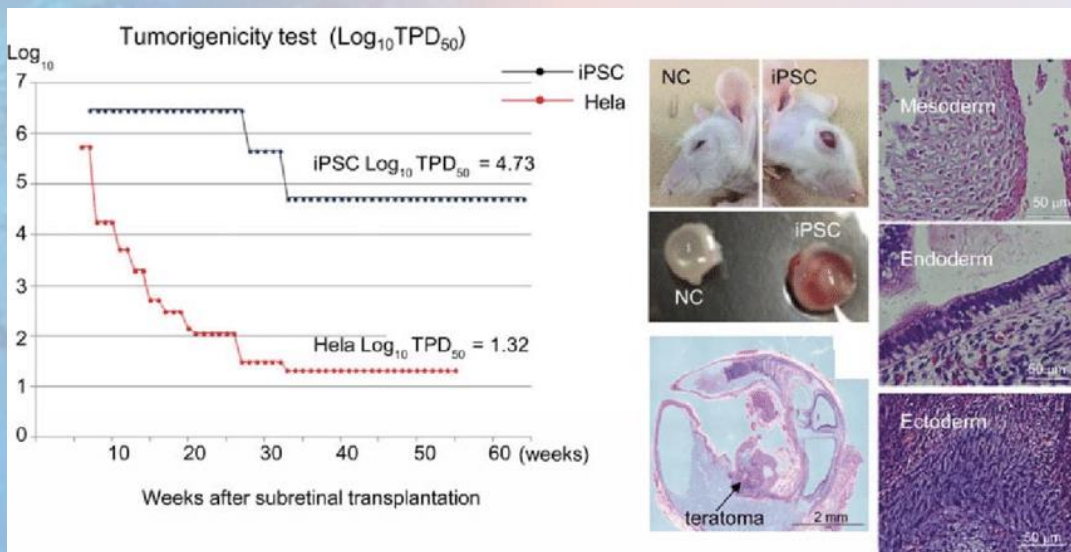 Tumorigenicity test (Log₁₀TPD₅₀)
Log₁₀
7
6
5
4
3
2
1
0
iPSC
Hela
iPSC Log₁₀ TPD₅₀ = 4.73
Hela Log₁₀ TPD₅₀ = 1.32
10 20 30 40 50 60 (weeks)
Weeks after subretinal transplantation
NC
iPSC
iPSC
NC
teratoma
2 mm
Mesoderm
50 μm
Endoderm
50 μm
Ectoderm
50 μm